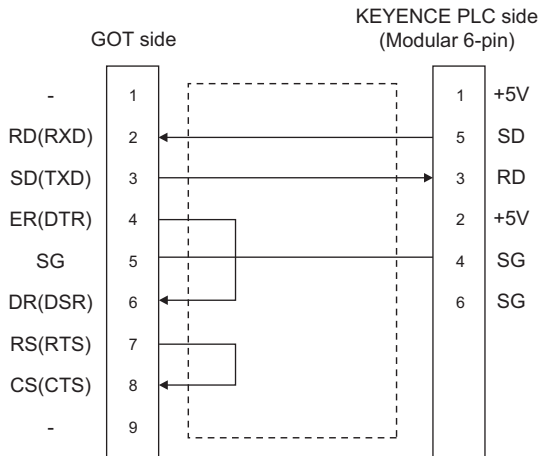 KEYENCE PLC side
(Modular 6-pin)
GOT side
- 1 1 +5V
RD(RXD) 2 5 SD
SD(TXD) 3 3 RD
ER(DTR) 4 2 +5V
SG 5 4 SG
DR(DSR) 6 6 SG
RS(RTS) 7
CS(CTS) 8
- 9